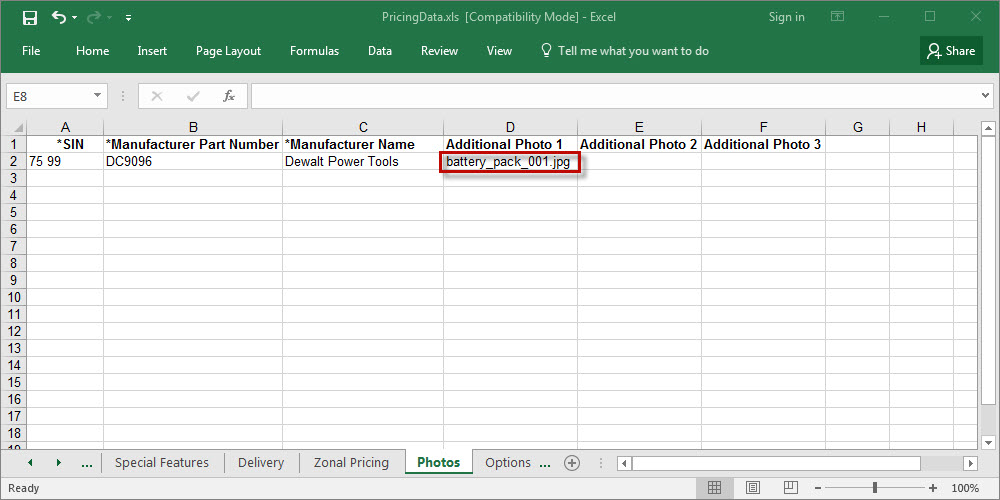 PricingData.xls [Compatibility Mode] - Excel
Sign in
File Home Insert Page Layout Formulas Data Review View Tell me what you want to do Share
E8 fx
A B C D E F G H
1 *SIN *Manufacturer Part Number *Manufacturer Name Additional Photo 1 Additional Photo 2 Additional Photo 3
2 75 99 DC9096 Dewalt Power Tools battery_pack_001.jpg
3
4
5
6
7
8
9
10
11
12
13
14
15
16
17
18
... Special Features Delivery Zonal Pricing Photos Options ...
Ready 100%